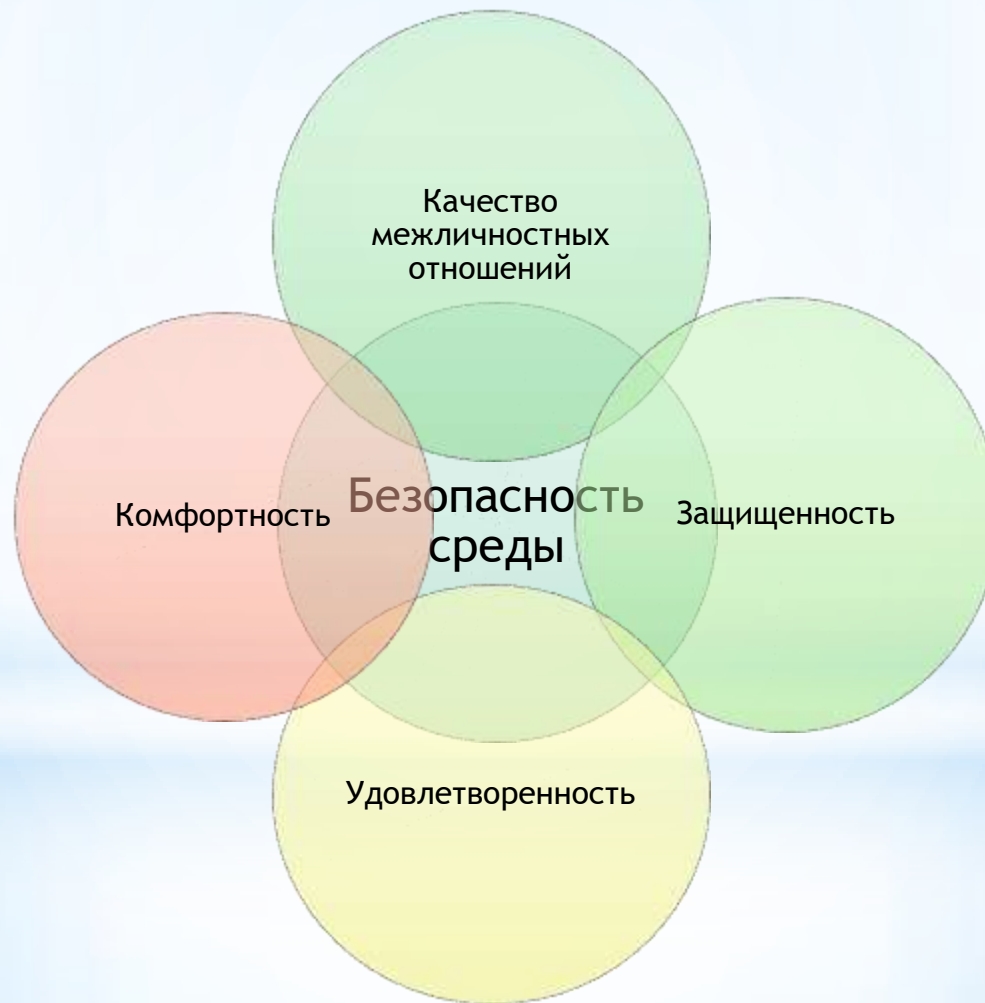 Качество
межличностных
отношений
Комфортность
Безопасность
среды
Защищенность
Удовлетворенность